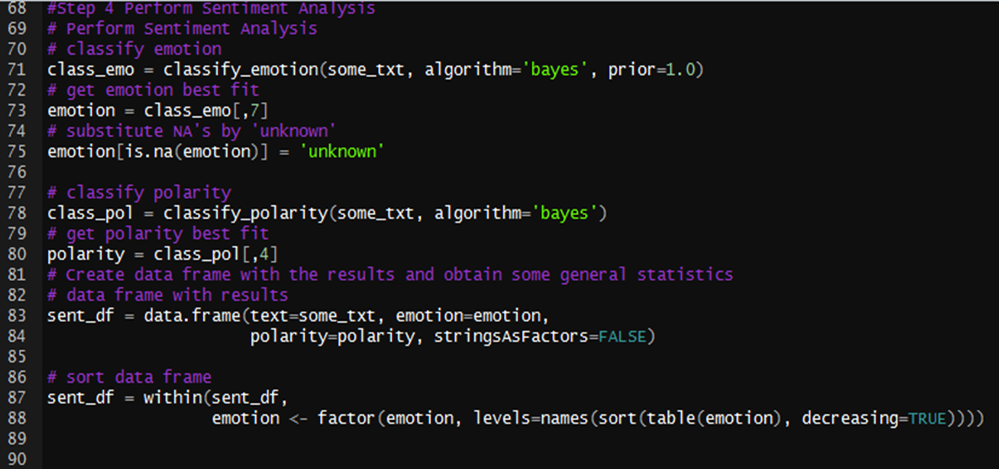 68 #Step 4 Perform Sentiment Analysis
69 # Perform Sentiment Analysis
70 # classify emotion
71 class_emo = classify_emotion(some_txt, algorithm='bayes', prior=1.0)
72 # get emotion best fit
73 emotion = class_emo[,7]
74 # substitute NA's by 'unknown'
75 emotion[is.na(emotion)] = 'unknown'
76
77 # classify polarity
78 class_pol = classify_polarity(some_txt, algorithm='bayes')
79 # get polarity best fit
80 polarity = class_pol[,4]
81 # Create data frame with the results and obtain some general statistics
82 # data frame with results
83 sent_df = data.frame(text=some_txt, emotion=emotion,
84                      polarity=polarity, stringsAsFactors=FALSE)
85
86 # sort data frame
87 sent_df = within(sent_df,
88                  emotion <- factor(emotion, levels=names(sort(table(emotion), decreasing=TRUE))))
89
90